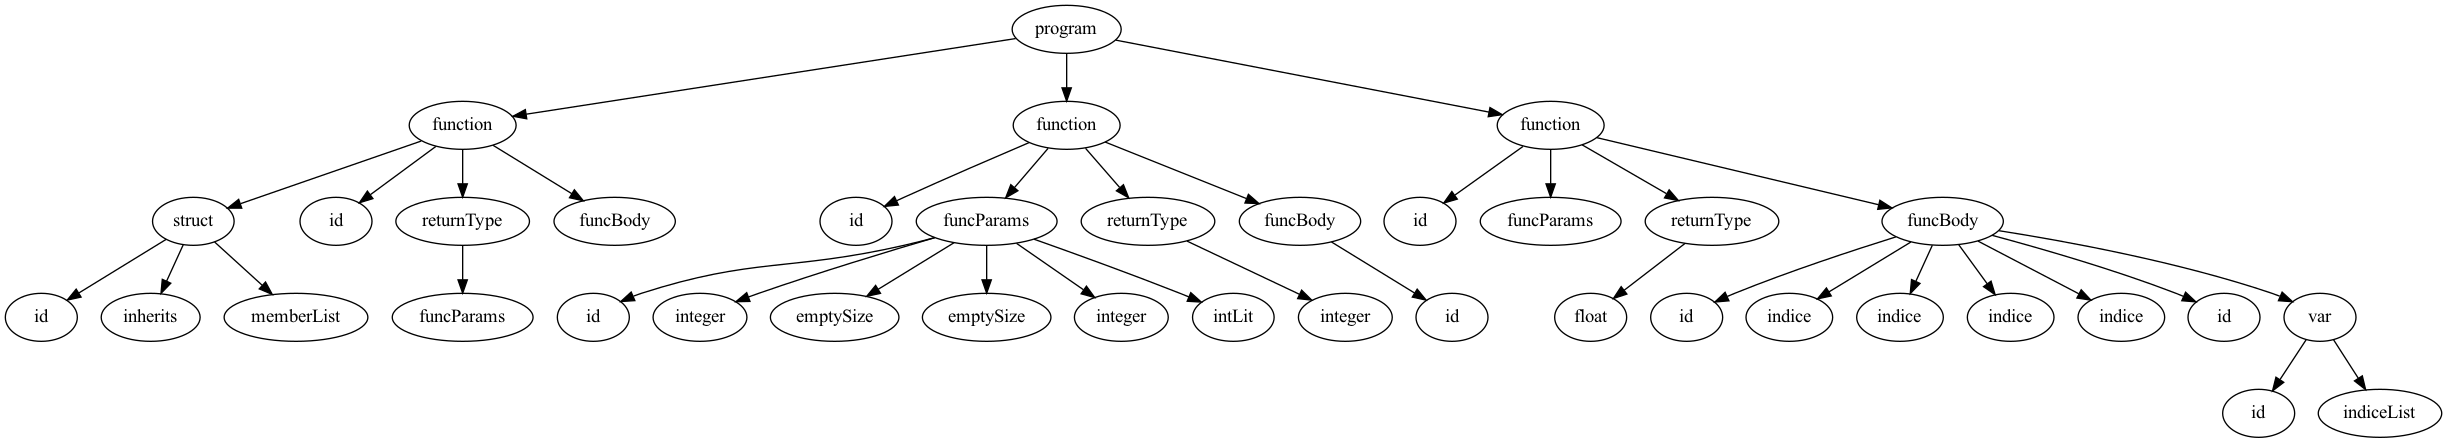 program
function
function
function
struct
id
returnType
funcBody
id
funcParams
returnType
funcBody
id
funcParams
returnType
funcBody
id
inherits
memberList
funcParams
id
integer
emptySize
emptySize
integer
intLit
integer
id
float
id
indice
indice
indice
indice
id
var
id
indiceList